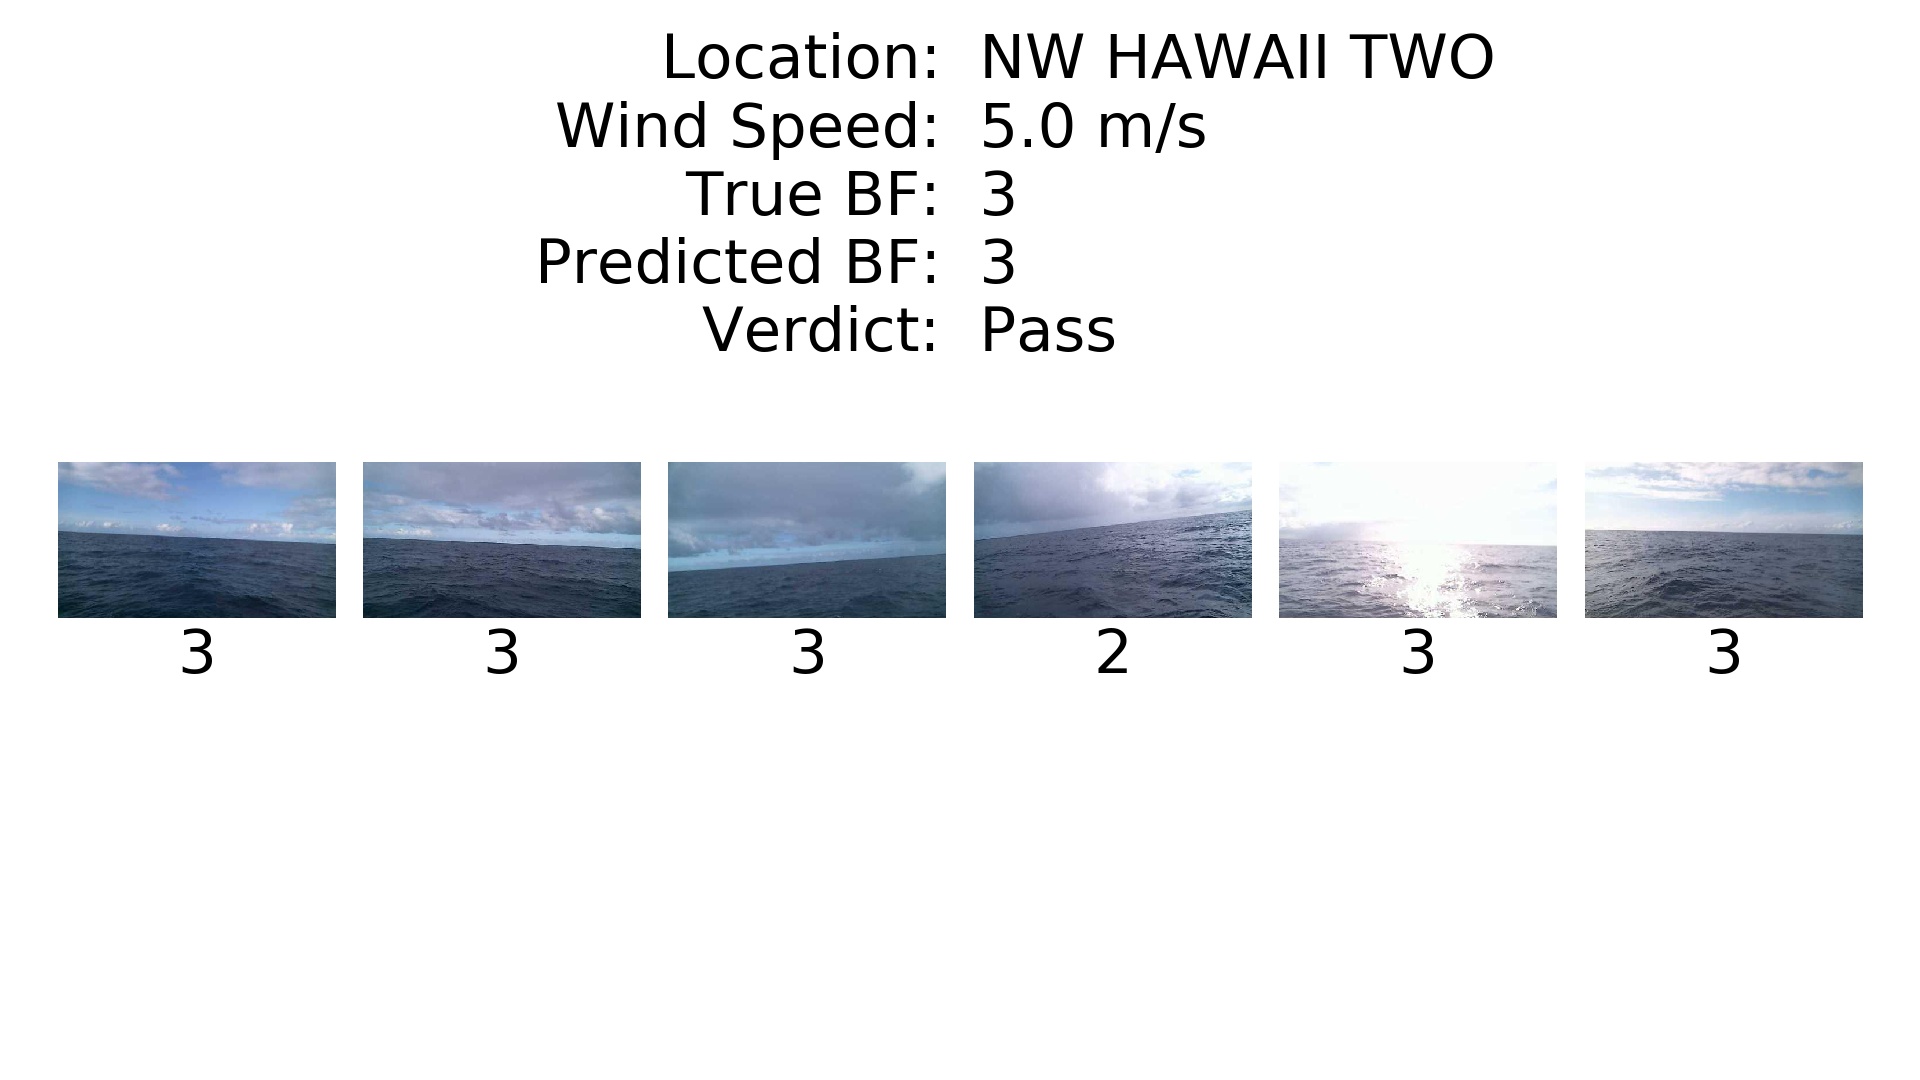 Location: NW HAWAII TWO
Wind Speed: 5.0 m/s
True BF: 3
Predicted BF: 3
Verdict: Pass
3 3 3 2 3 3